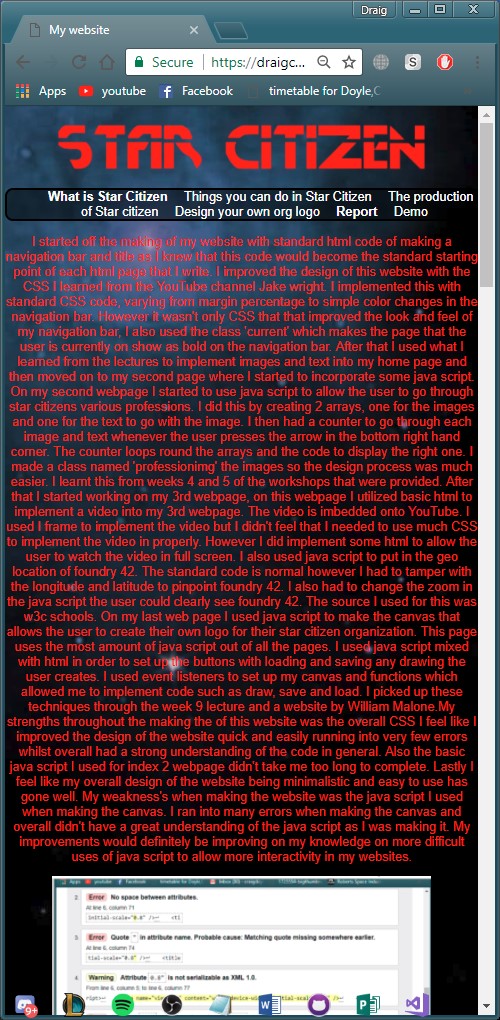 Draig
My website
Secure
https://draigc...
Apps
youtube
Facebook
timetable for Doyle,C
STAR CITIZEN
What is Star Citizen Things you can do in Star Citizen The production
of Star citizen Design your own org logo Report Demo
I started off the making of my website with standard html code of making a
navigation bar and title as I knew that this code would become the standard starting
point of each html page that I write. I improved the design of this website with the
CSS I learned from the YouTube channel Jake wright. I implemented this with
standard CSS code, varying from margin percentage to simple color changes in the
navigation bar. However it wasn't only CSS that that improved the look and feel of
my navigation bar, I also used the class 'current' which makes the page that the
user is currently on show as bold on the navigation bar. After that I used what I
learned from the lectures to implement images and text into my home page and
then moved on to my second page where I started to incorporate some java script.
On my second webpage I started to use java script to allow the user to go through
star citizens various professions. I did this by creating 2 arrays, one for the images
and one for the text to go with the image. I then had a counter to go through each
image and text whenever the user presses the arrow in the bottom right hand
corner. The counter loops round the arrays and the code to display the right one. I
made a class named 'professionimg' the images so the design process was much
easier. I learnt this from weeks 4 and 5 of the workshops that were provided. After
that I started working on my 3rd webpage, on this webpage I utilized basic html to
implement a video into my 3rd webpage. The video is imbedded onto YouTube. I
used I frame to implement the video but I didn't feel that I needed to use much CSS
to implement the video in properly. However I did implement some html to allow the
user to watch the video in full screen. I also used java script to put in the geo
location of foundry 42. The standard code is normal however I had to tamper with
the longitude and latitude to pinpoint foundry 42. I also had to change the zoom in
the java script the user could clearly see foundry 42. The source I used for this was
w3c schools. On my last web page I used java script to make the canvas that
allows the user to create their own logo for their star citizen organization. This page
uses the most amount of java script out of all the pages. I used java script mixed
with html in order to set up the buttons with loading and saving any drawing the
user creates. I used event listeners to set up my canvas and functions which
allowed me to implement code such as draw, save and load. I picked up these
techniques through the week 9 lecture and a website by William Malone.My
strengths throughout the making the of this website was the overall CSS I feel like I
improved the design of the website quick and easily running into very few errors
whilst overall had a strong understanding of the code in general. Also the basic
java script I used for index 2 webpage didn't take me too long to complete. Lastly I
feel like my overall design of the website being minimalistic and easy to use has
gone well. My weakness's when making the website was the java script I used
when making the canvas. I ran into many errors when making the canvas and
overall didn't have a great understanding of the java script as I was making it. My
improvements would definitely be improving on my knowledge on more difficult
uses of java script to allow more interactivity in my websites.
2. Error No space between attributes.
At line 6, column 71
initial-scale="0.8" />
3. Error Quote " in attribute name. Probable cause: Matching quote missing somewhere earlier.
At line 6, column 74
4. Warning Attribute 0.8" is not serializable as XML 1.0.
From line 6, column 5; to line 6, column 77
9+